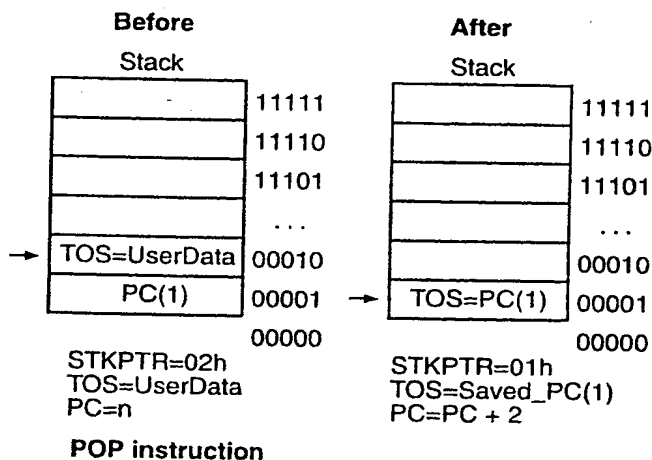 Before
Stack
11111
11110
11101
...
TOS=UserData 00010
PC(1) 00001
00000
STKPTR=02h
TOS=UserData
PC=n
After
Stack
11111
11110
11101
...
00010
TOS=PC(1) 00001
00000
STKPTR=01h
TOS=Saved_PC(1)
PC=PC + 2
POP instruction